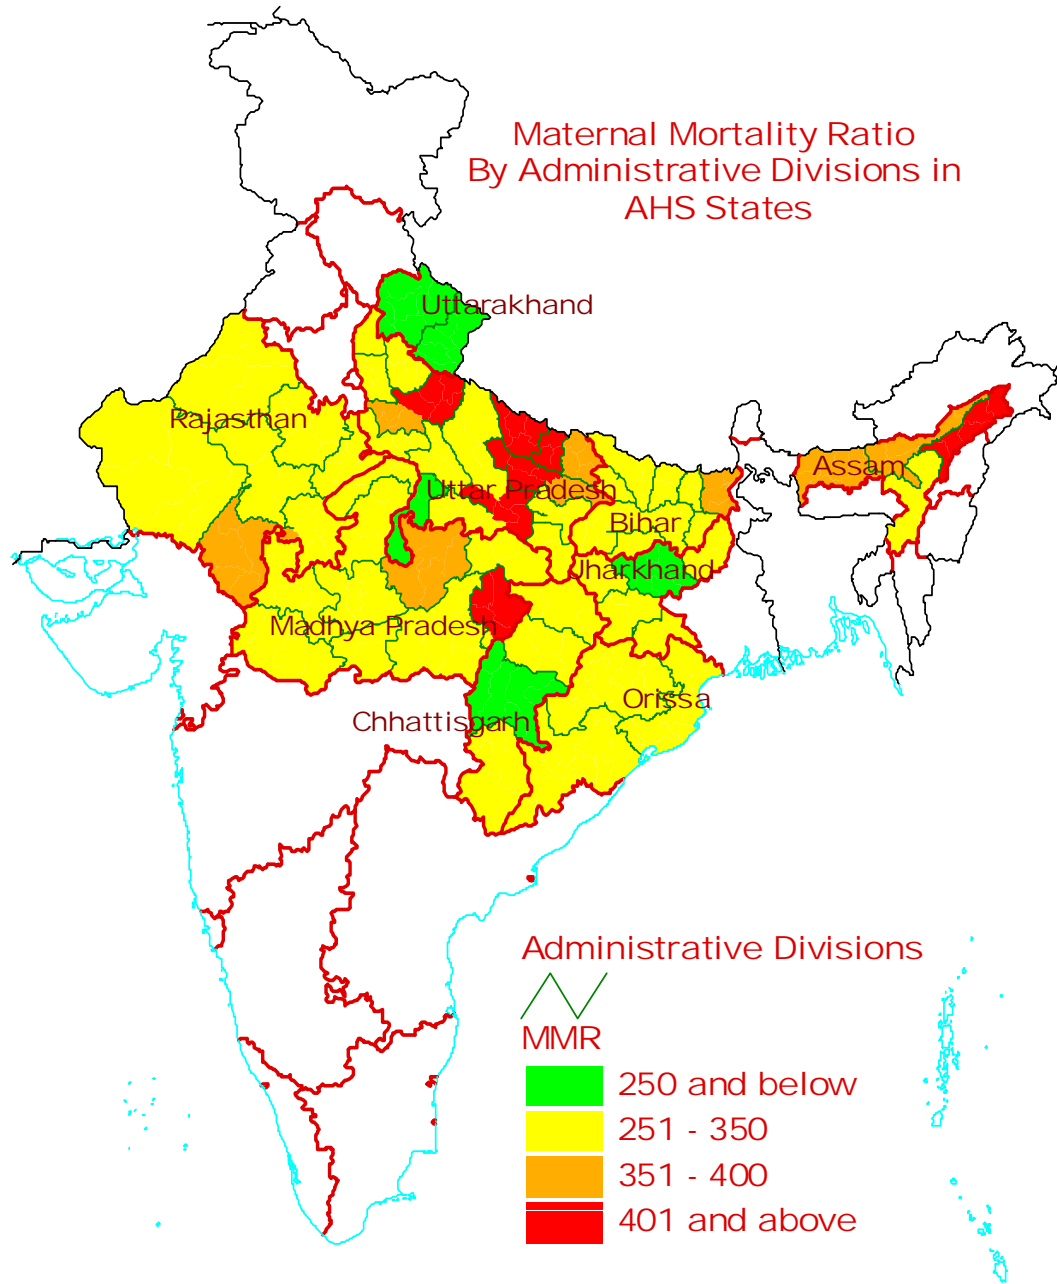 Maternal Mortality Ratio
By Administrative Divisions in
AHS States
Uttarakhand
Rajasthan
Assam
Uttar Pradesh
Bihar
Jharkhand
Madhya Pradesh
Orissa
Chhattisgarh
Administrative Divisions
MMR
250 and below
251 - 350
351 - 400
401 and above